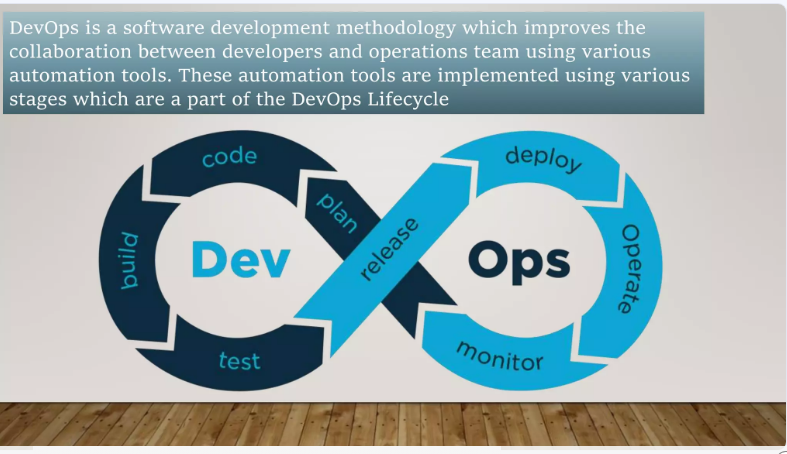 DevOps is a software development methodology which improves the
collaboration between developers and operations team using various
automation tools. These automation tools are implemented using various
stages which are a part of the DevOps Lifecycle
code
deploy
plan
release
build
Dev
Ops
Operate
test
monitor